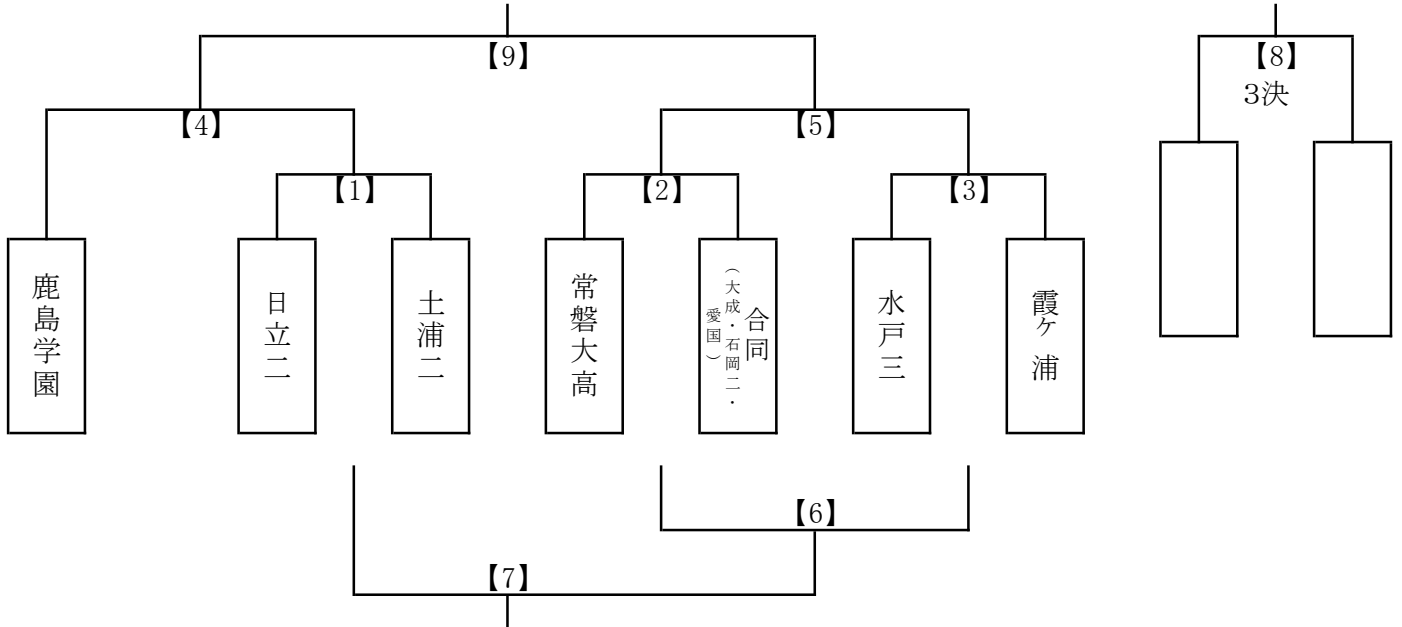 【9】
【8】
3決
【4】
【5】
【1】
【2】
【3】
鹿島学園
日立二
土浦二
常磐大高
合同
（大成・石岡二・
愛国）
水戸三
霞ケ浦
【6】
【7】